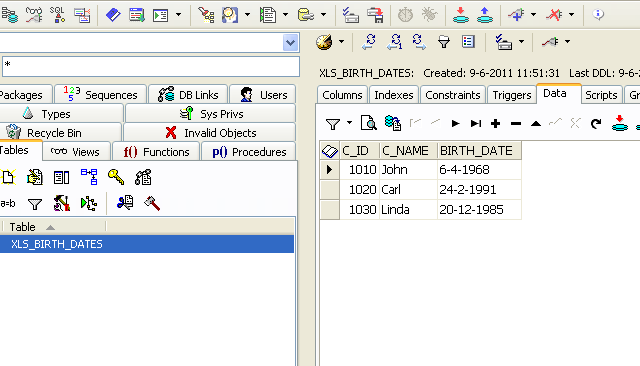 *
XLS_BIRTH_DATES: Created: 9-6-2011 11:51:31 Last DDL: 9-6-
Packages Sequences DB Links Users
Types Sys Privs
Recycle Bin Invalid Objects
Tables Views f() Functions p() Procedures
a=b
Table
XLS_BIRTH_DATES
Columns Indexes Constraints Triggers Data Scripts Gr
C_ID C_NAME BIRTH_DATE
1010 John 6-4-1968
1020 Carl 24-2-1991
1030 Linda 20-12-1985